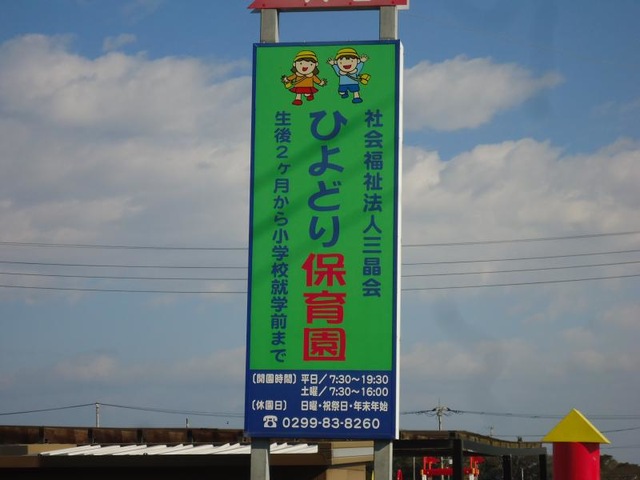 社会福祉法人三晶会
ひよどり保育園
生後2ヶ月から小学校就学前まで
〔開園時間〕 平日/7:30～19:30
土曜/7:30～16:00
〔休園日〕 日曜・祝祭日・年末年始
☎ 0299-83-8260